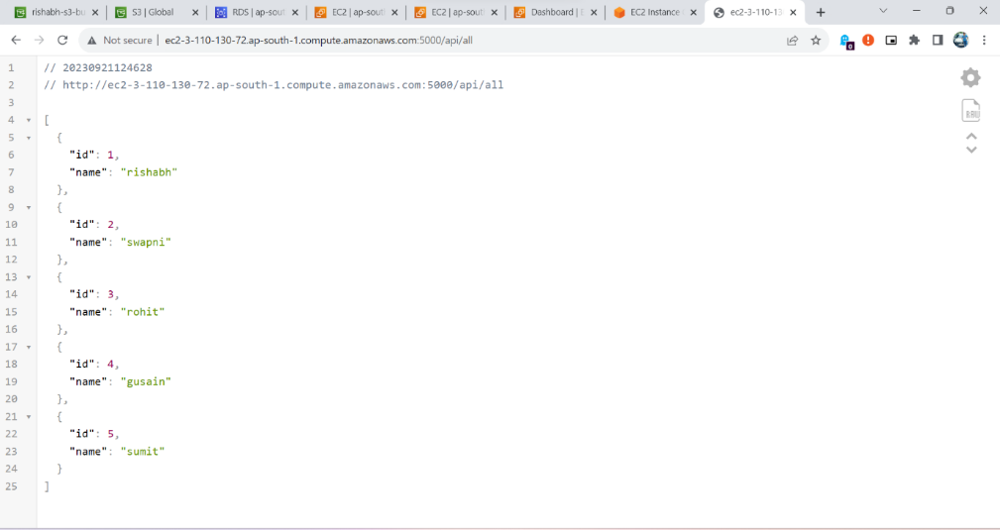 rishabh-s3-bu
S3 | Global
RDS | ap-sout
EC2 | ap-sout
EC2 | ap-sout
Dashboard | E
EC2 Instance
ec2-3-110-13
Not secure | ec2-3-110-130-72.ap-south-1.compute.amazonaws.com:5000/api/all
1 // 20230921124628
2 // http://ec2-3-110-130-72.ap-south-1.compute.amazonaws.com:5000/api/all
3
4 [
5 {
6 "id": 1,
7 "name": "rishabh"
8 },
9 {
10 "id": 2,
11 "name": "swapni"
12 },
13 {
14 "id": 3,
15 "name": "rohit"
16 },
17 {
18 "id": 4,
19 "name": "gusain"
20 },
21 {
22 "id": 5,
23 "name": "sumit"
24 }
25 ]
RAW